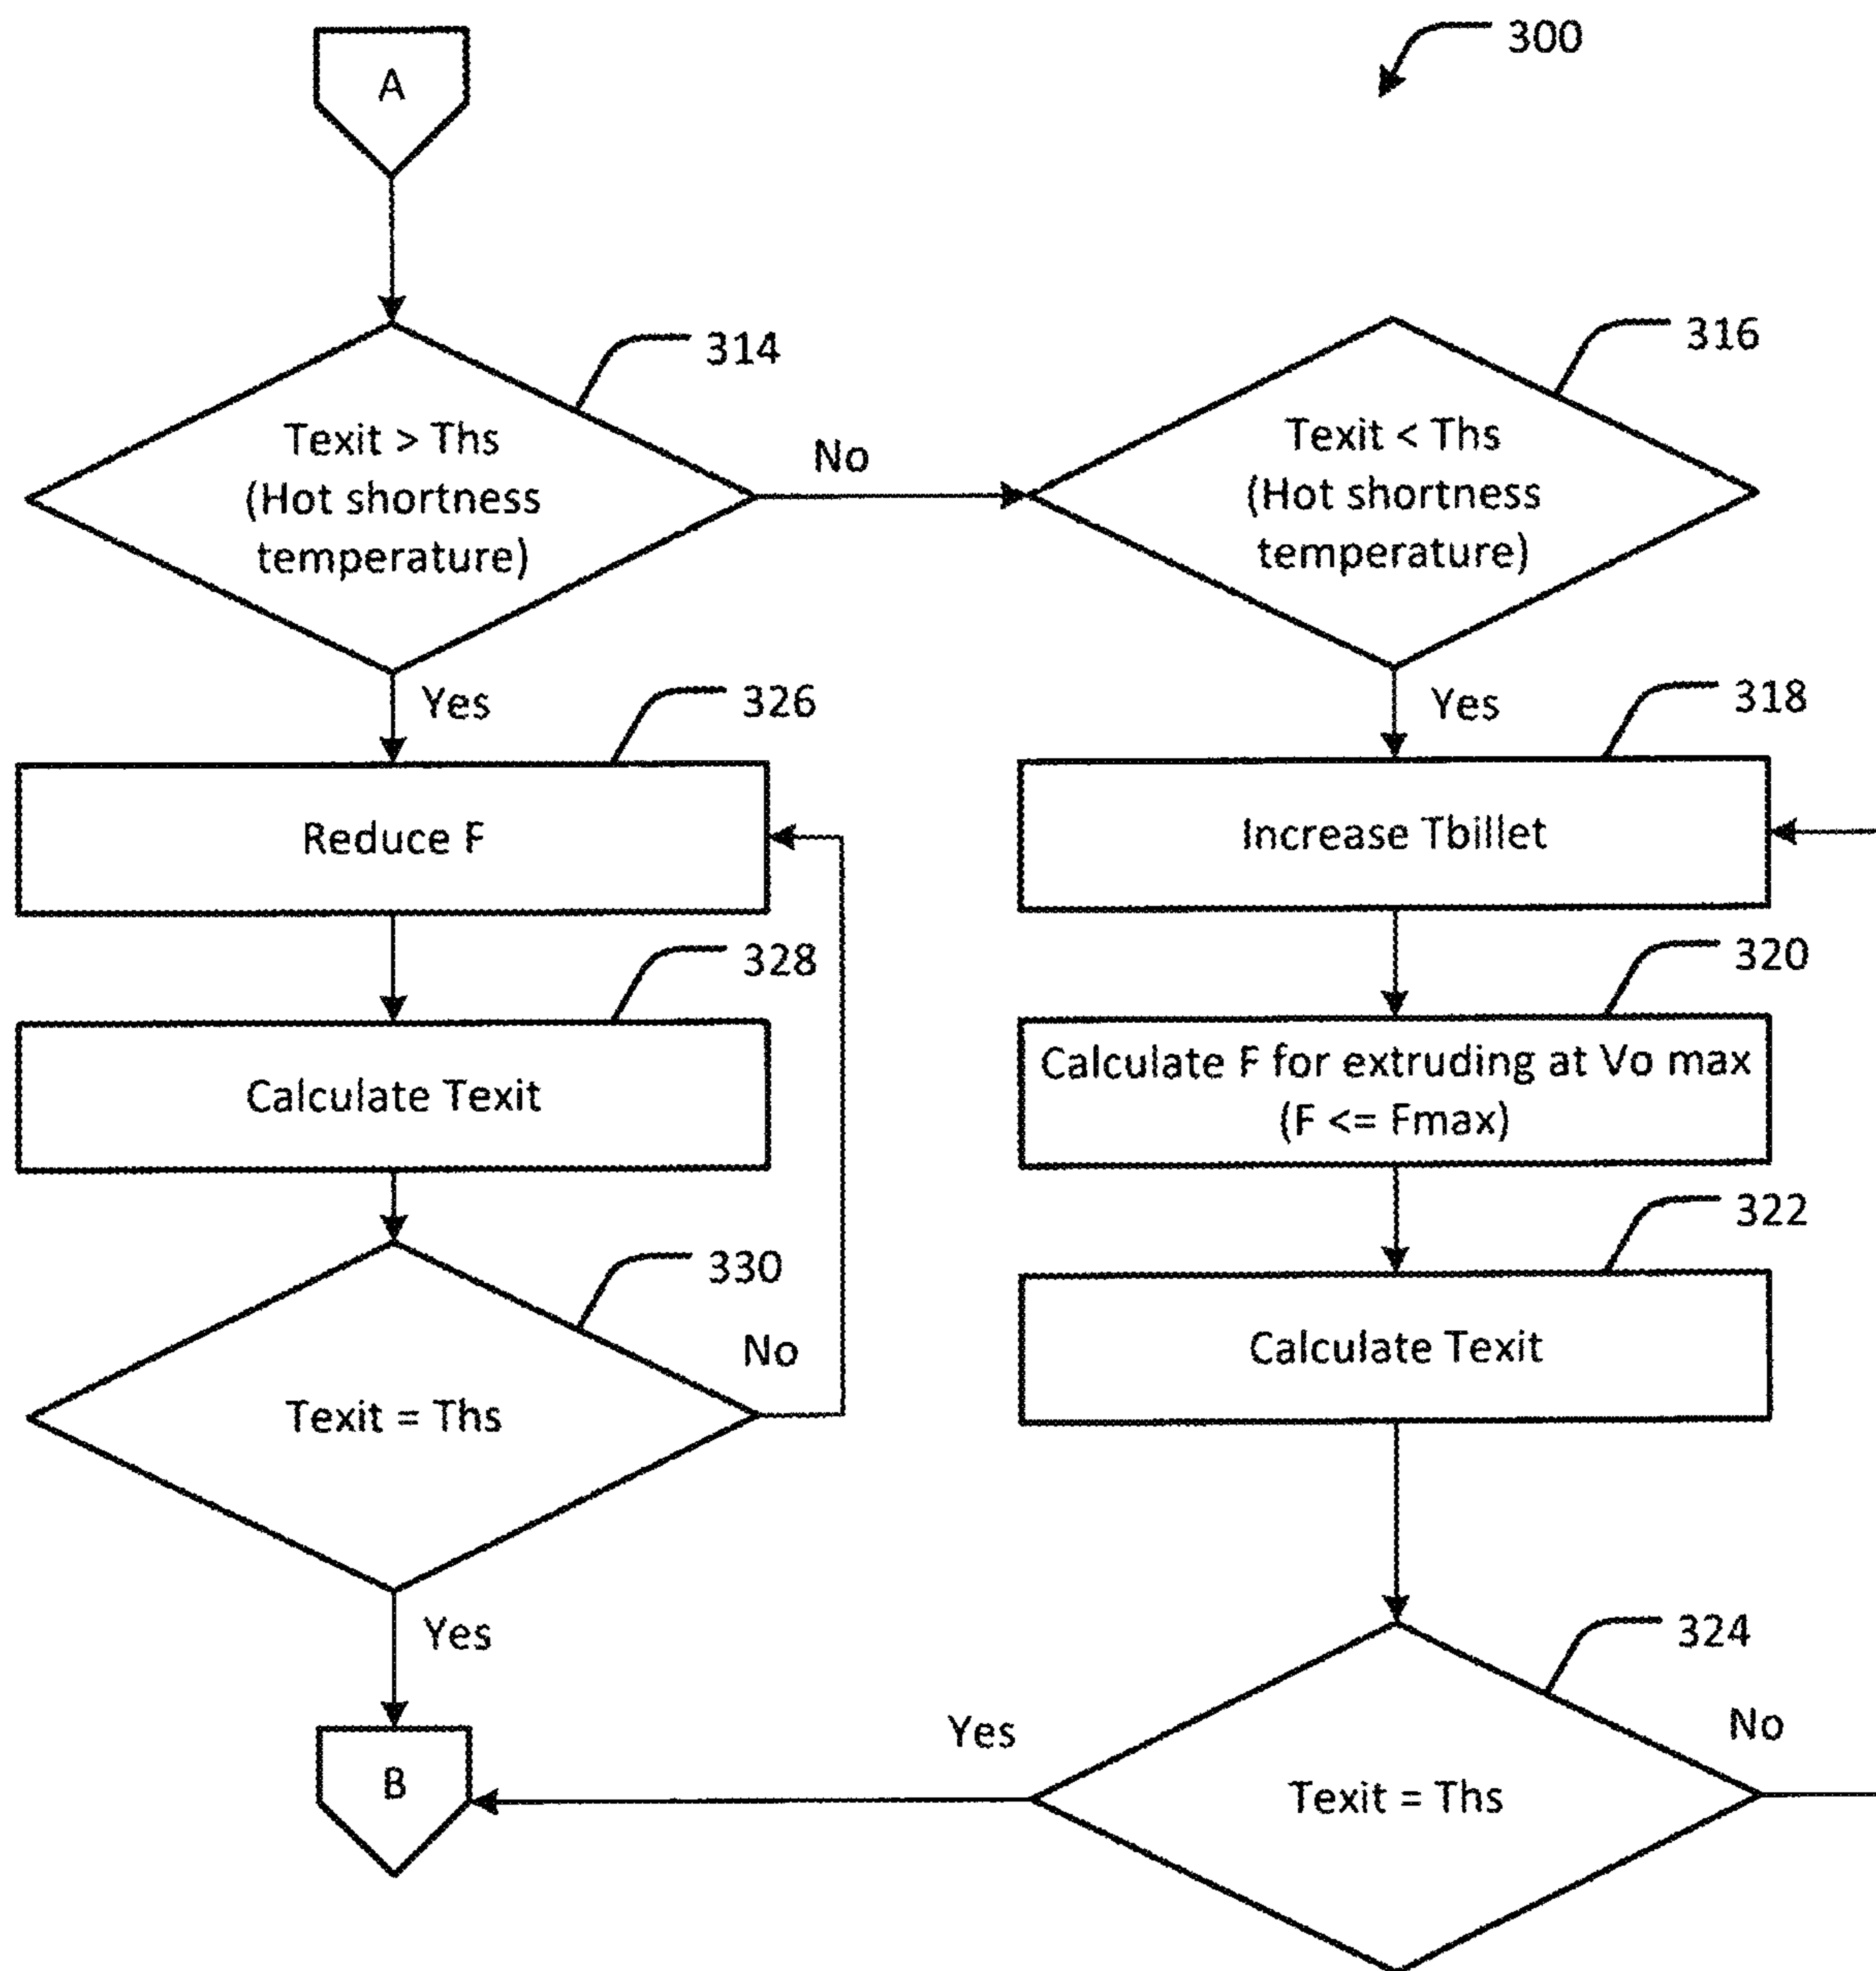 A
300
314
Texit > Ths
(Hot shortness
temperature)
No
316
Texit < Ths
(Hot shortness
temperature)
Yes
326
Reduce F
Yes
318
Increase Tbillet
328
Calculate Texit
320
Calculate F for extruding at Vo max
(F <= Fmax)
322
Calculate Texit
330
No
Texit = Ths
Yes
B
324
Yes
No
Texit = Ths